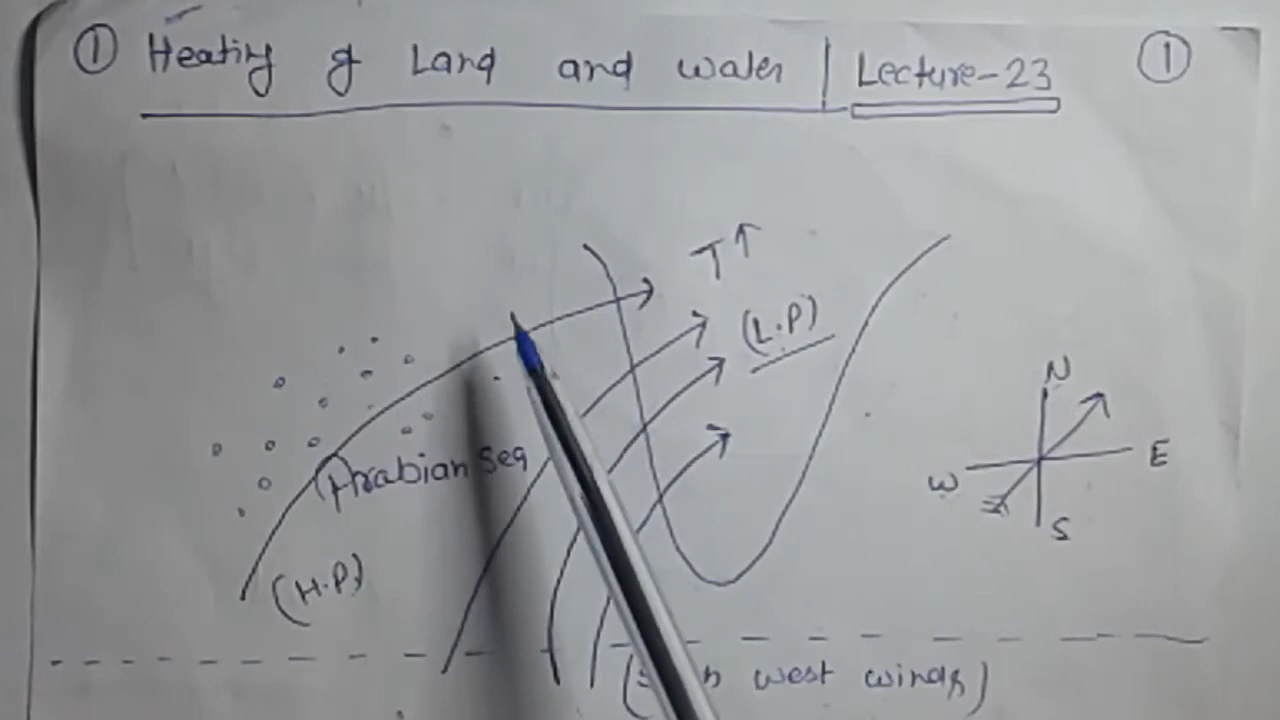 ① Heating of Land and water | Lecture-23 ①
T↑
(L.P)
N
Arabian Sea
W E
S
(H.P)
west winds)